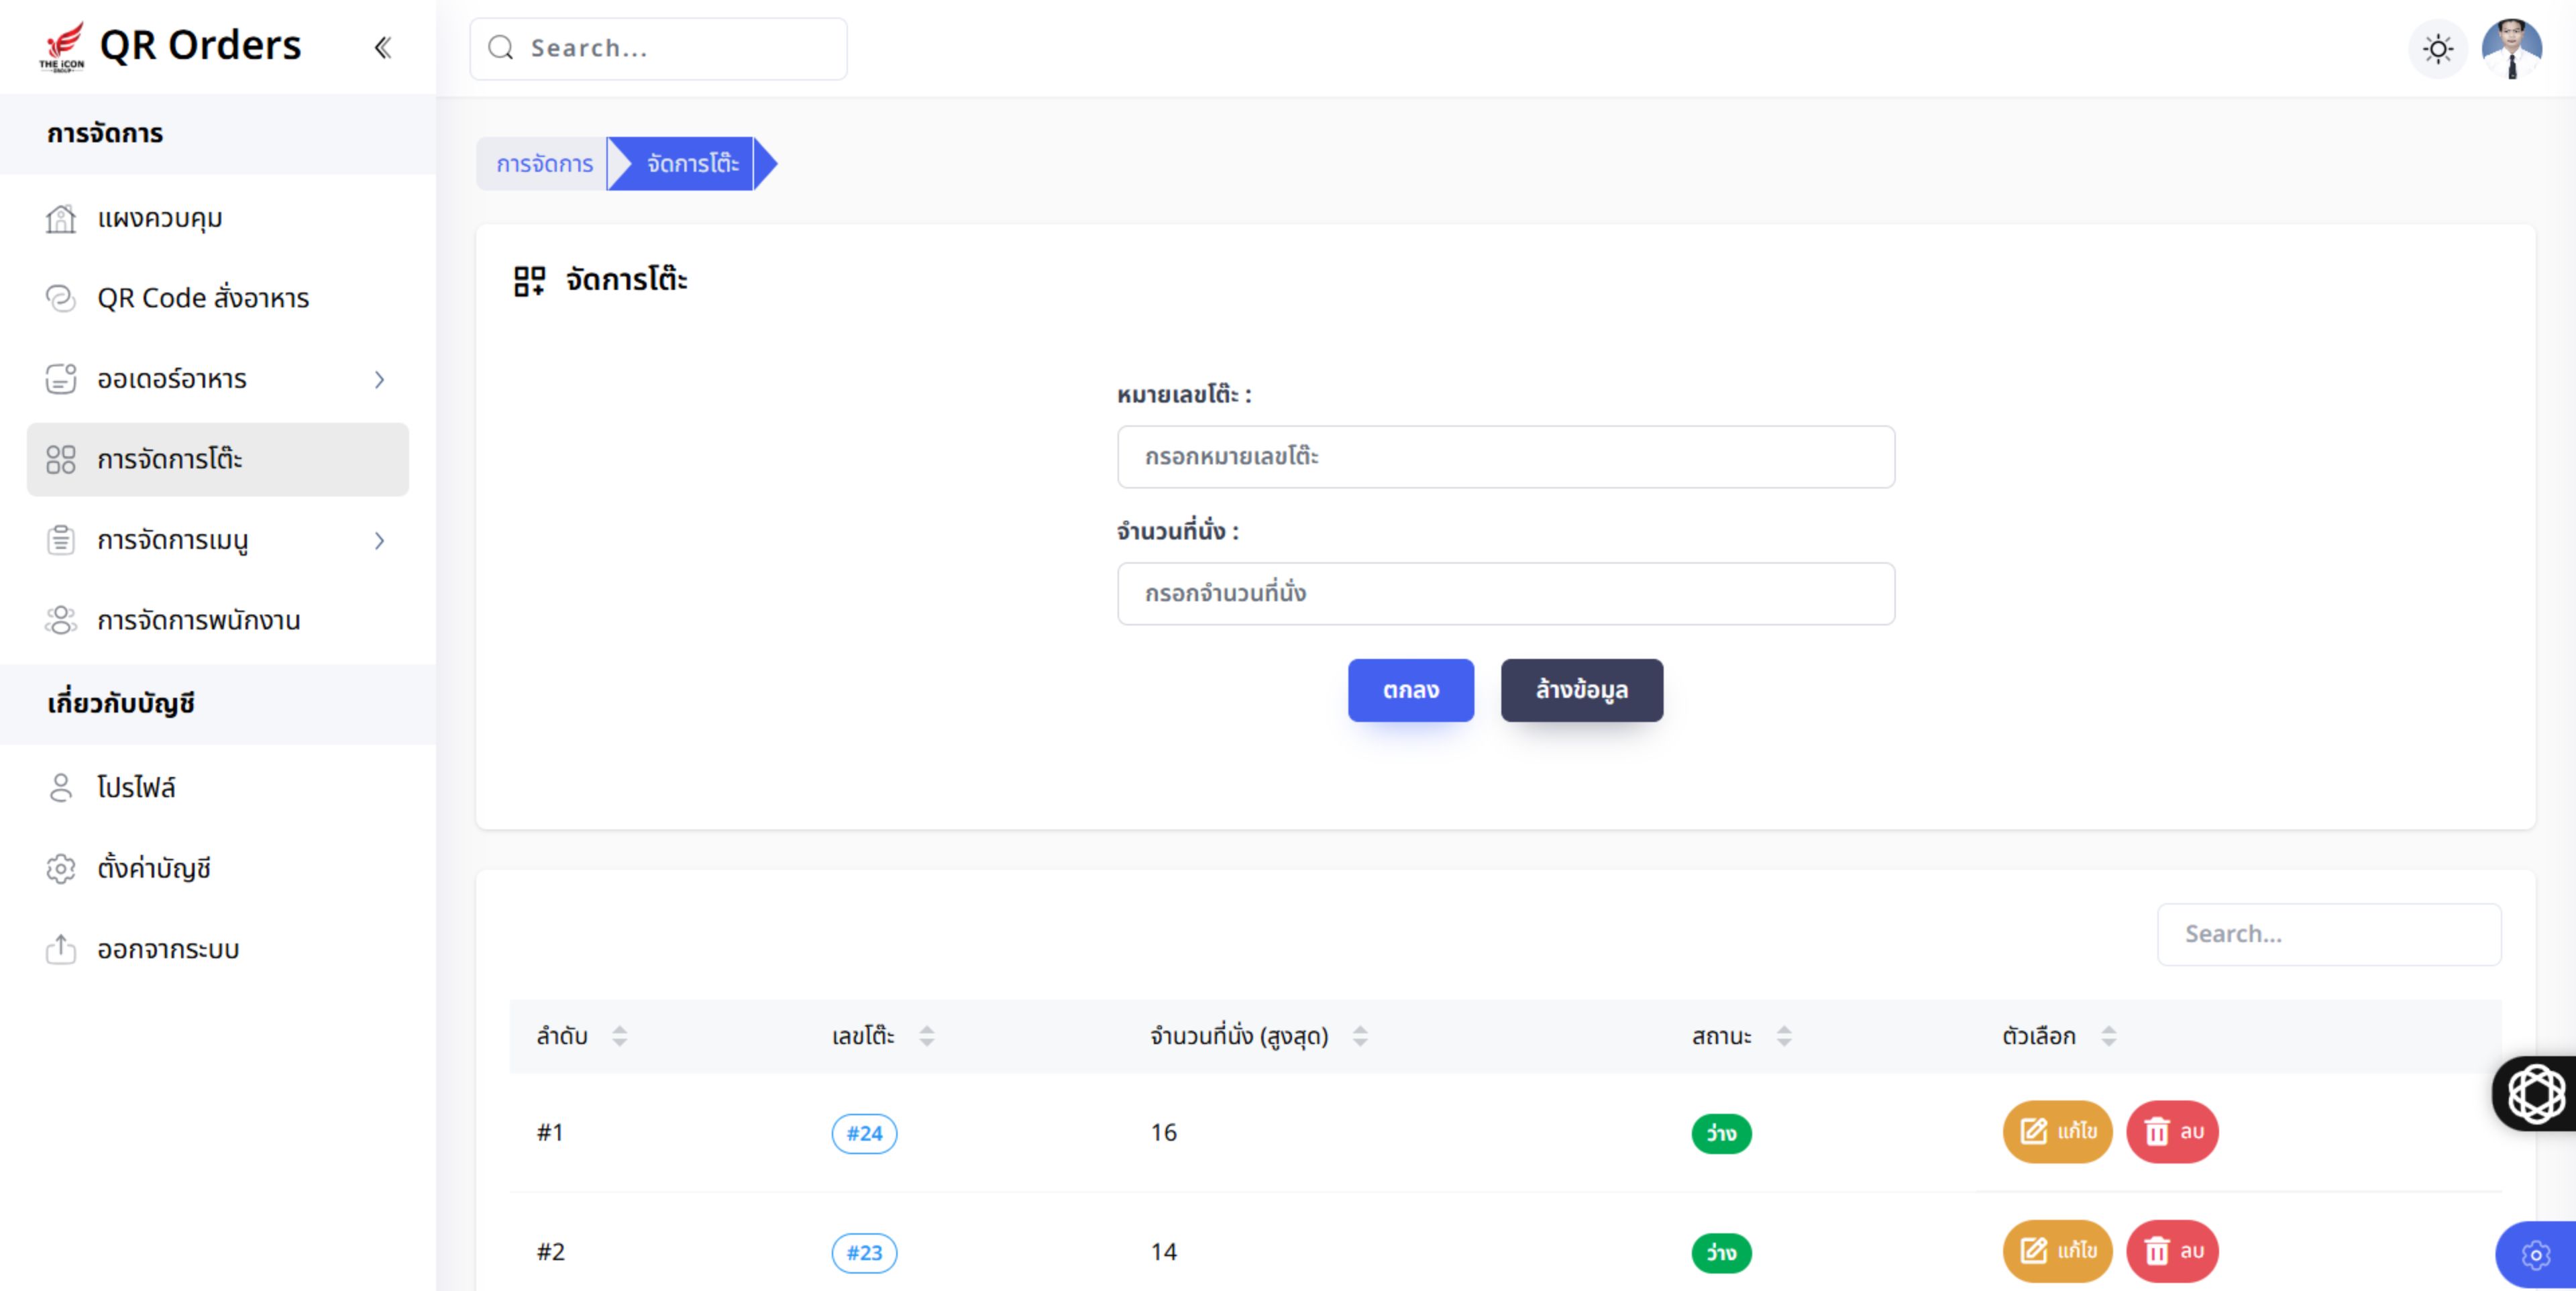 THE iCON
GROUP
QR Orders
Search...
การจัดการ
แผงควบคุม
QR Code สั่งอาหาร
ออเดอร์อาหาร
การจัดการโต๊ะ
การจัดการเมนู
การจัดการพนักงาน
เกี่ยวกับบัญชี
โปรไฟล์
ตั้งค่าบัญชี
ออกจากระบบ
การจัดการ จัดการโต๊ะ
จัดการโต๊ะ
หมายเลขโต๊ะ :
กรอกหมายเลขโต๊ะ
จำนวนที่นั่ง :
กรอกจำนวนที่นั่ง
ตกลง ล้างข้อมูล
Search...
ลำดับ เลขโต๊ะ จำนวนที่นั่ง (สูงสุด) สถานะ ตัวเลือก
#1 #24 16 ว่าง แก้ไข ลบ
#2 #23 14 ว่าง แก้ไข ลบ